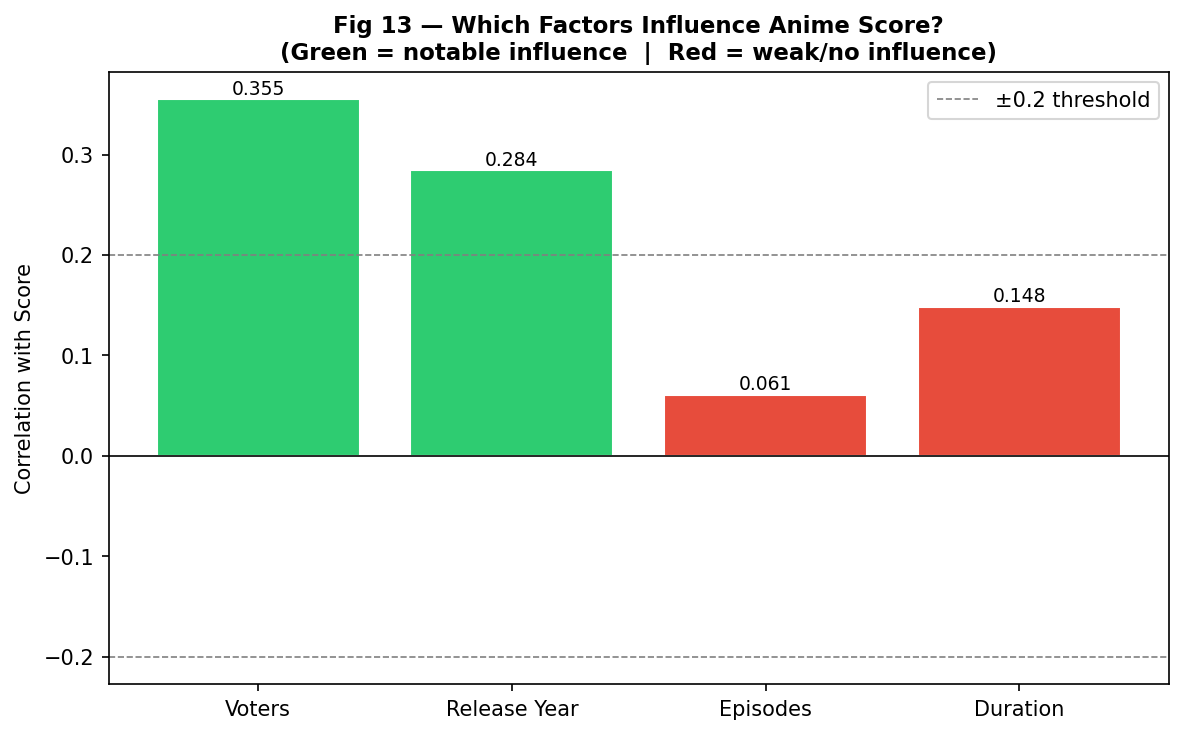 Fig 13 — Which Factors Influence Anime Score?
(Green = notable influence | Red = weak/no influence)
±0.2 threshold
0.355
0.284
0.061
0.148
Correlation with Score
0.3
0.2
0.1
0.0
−0.1
−0.2
Voters
Release Year
Episodes
Duration